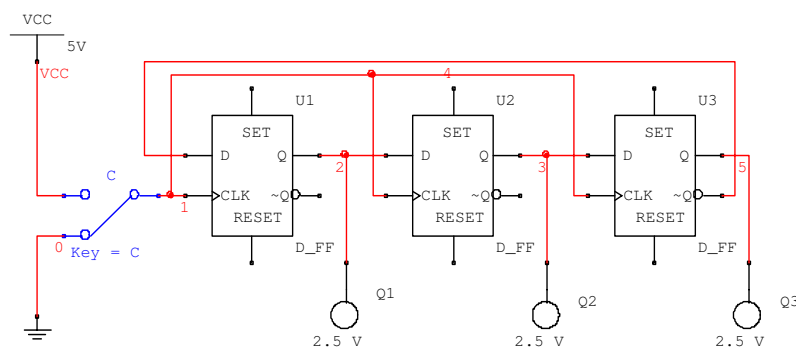 VCC
5V
VCC
4
U1
U2
U3
SET
SET
SET
D
Q
2
D
Q
3
D
Q
5
C
1
CLK
~Q
CLK
~Q
CLK
~Q
RESET
RESET
RESET
0
Key = C
D_FF
D_FF
D_FF
Q1
Q2
Q3
2.5 V
2.5 V
2.5 V